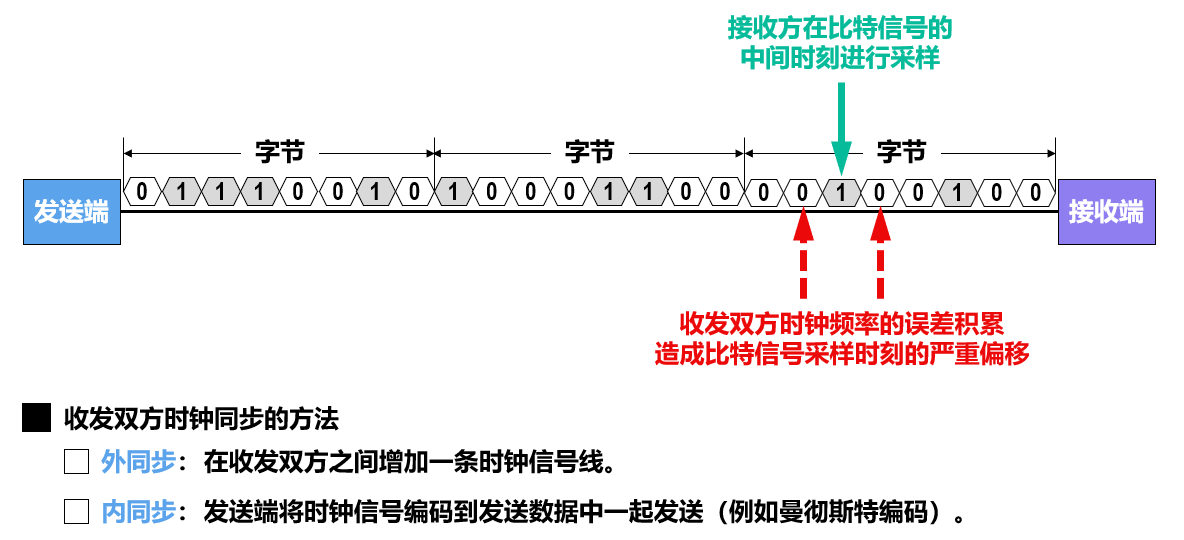 接收方在比特信号的
中间时刻进行采样
字节 字节 字节
0 1 1 1 0 0 1 0 1 0 0 0 1 1 0 0 0 0 1 0 0 1 0 0
发送端 接收端
收发双方时钟频率的误差积累
造成比特信号采样时刻的严重偏移
收发双方时钟同步的方法
外同步：在收发双方之间增加一条时钟信号线。
内同步：发送端将时钟信号编码到发送数据中一起发送（例如曼彻斯特编码）。